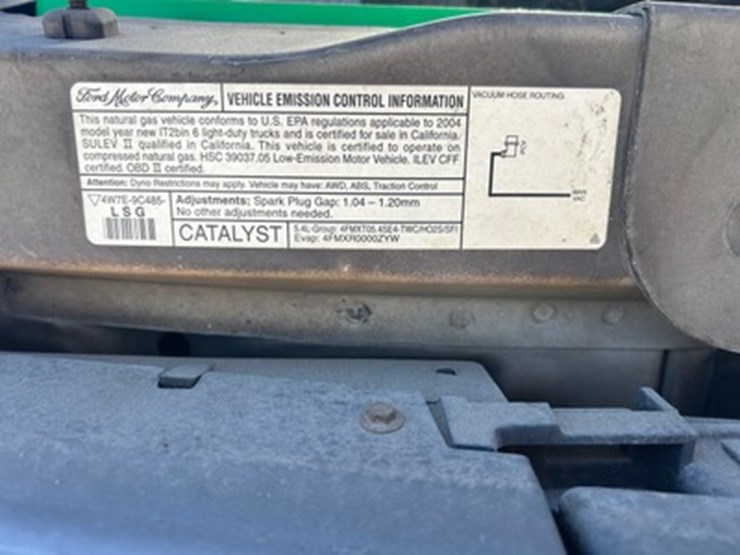 Ford Motor Company,
VEHICLE EMISSION CONTROL INFORMATION
This natural gas vehicle conforms to U.S. EPA regulations applicable to 2004
model year new IT2bin 6 light-duty trucks and is certified for sale in California.
SULEV II qualified in California. This vehicle is certified to operate on
compressed natural gas. HSC 39037.05 Low-Emission Motor Vehicle. ILEV CFF
certified. OBD II certified.
Attention: Dyno Restrictions may apply. Vehicle may have: AWD, ABS, Traction Control
4W7E-9C485-
LSG
Adjustments: Spark Plug Gap: 1.04 – 1.20mm
No other adjustments needed.
CATALYST
5.4L-Group: 4FMXT05.4SE4-TWC/HO2S/SFI
Evap: 4FMXR0000ZYW
VACUUM HOSE ROUTING
MAN
VAC